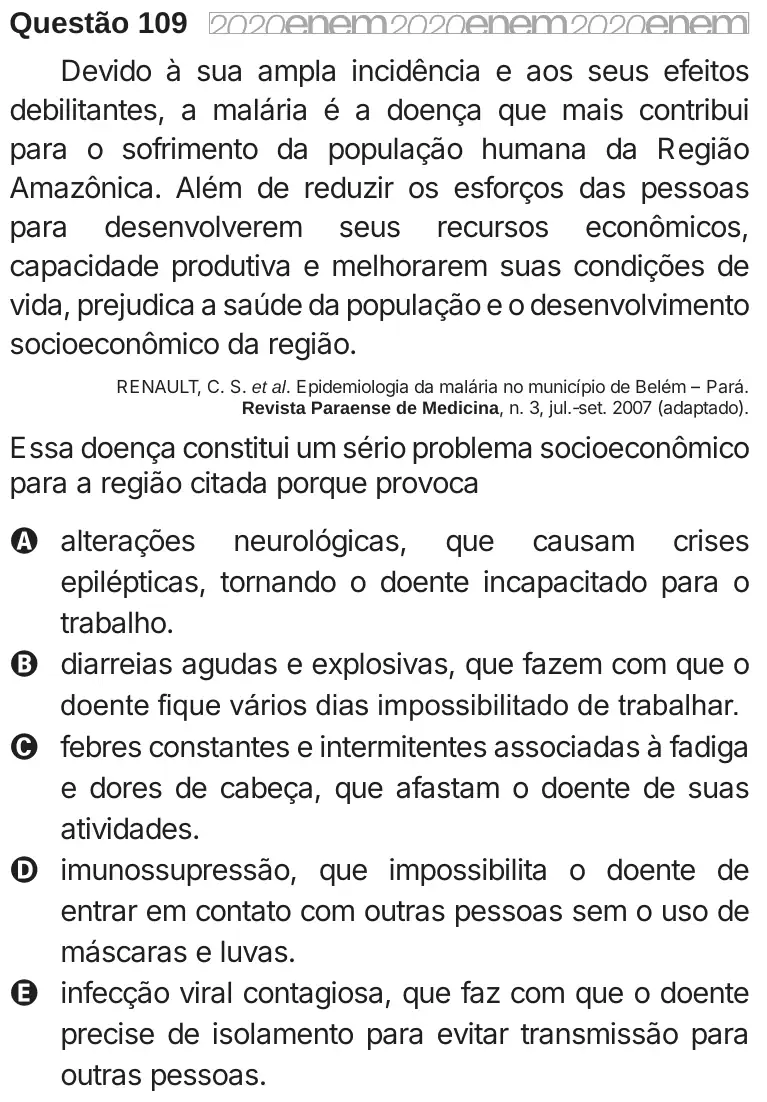 Questão 109 2020enem2020enem2020enem
Devido à sua ampla incidência e aos seus efeitos
debilitantes, a malária é a doença que mais contribui
para o sofrimento da população humana da Região
Amazônica. Além de reduzir os esforços das pessoas
para desenvolverem seus recursos econômicos,
capacidade produtiva e melhorarem suas condições de
vida, prejudica a saúde da população e o desenvolvimento
socioeconômico da região.
RENAULT, C. S. et al. Epidemiologia da malária no município de Belém – Pará.
Revista Paraense de Medicina, n. 3, jul.-set. 2007 (adaptado).
Essa doença constitui um sério problema socioeconômico
para a região citada porque provoca
A alterações neurológicas, que causam crises
epilépticas, tornando o doente incapacitado para o
trabalho.
B diarreias agudas e explosivas, que fazem com que o
doente fique vários dias impossibilitado de trabalhar.
C febres constantes e intermitentes associadas à fadiga
e dores de cabeça, que afastam o doente de suas
atividades.
D imunossupressão, que impossibilita o doente de
entrar em contato com outras pessoas sem o uso de
máscaras e luvas.
E infecção viral contagiosa, que faz com que o doente
precise de isolamento para evitar transmissão para
outras pessoas.